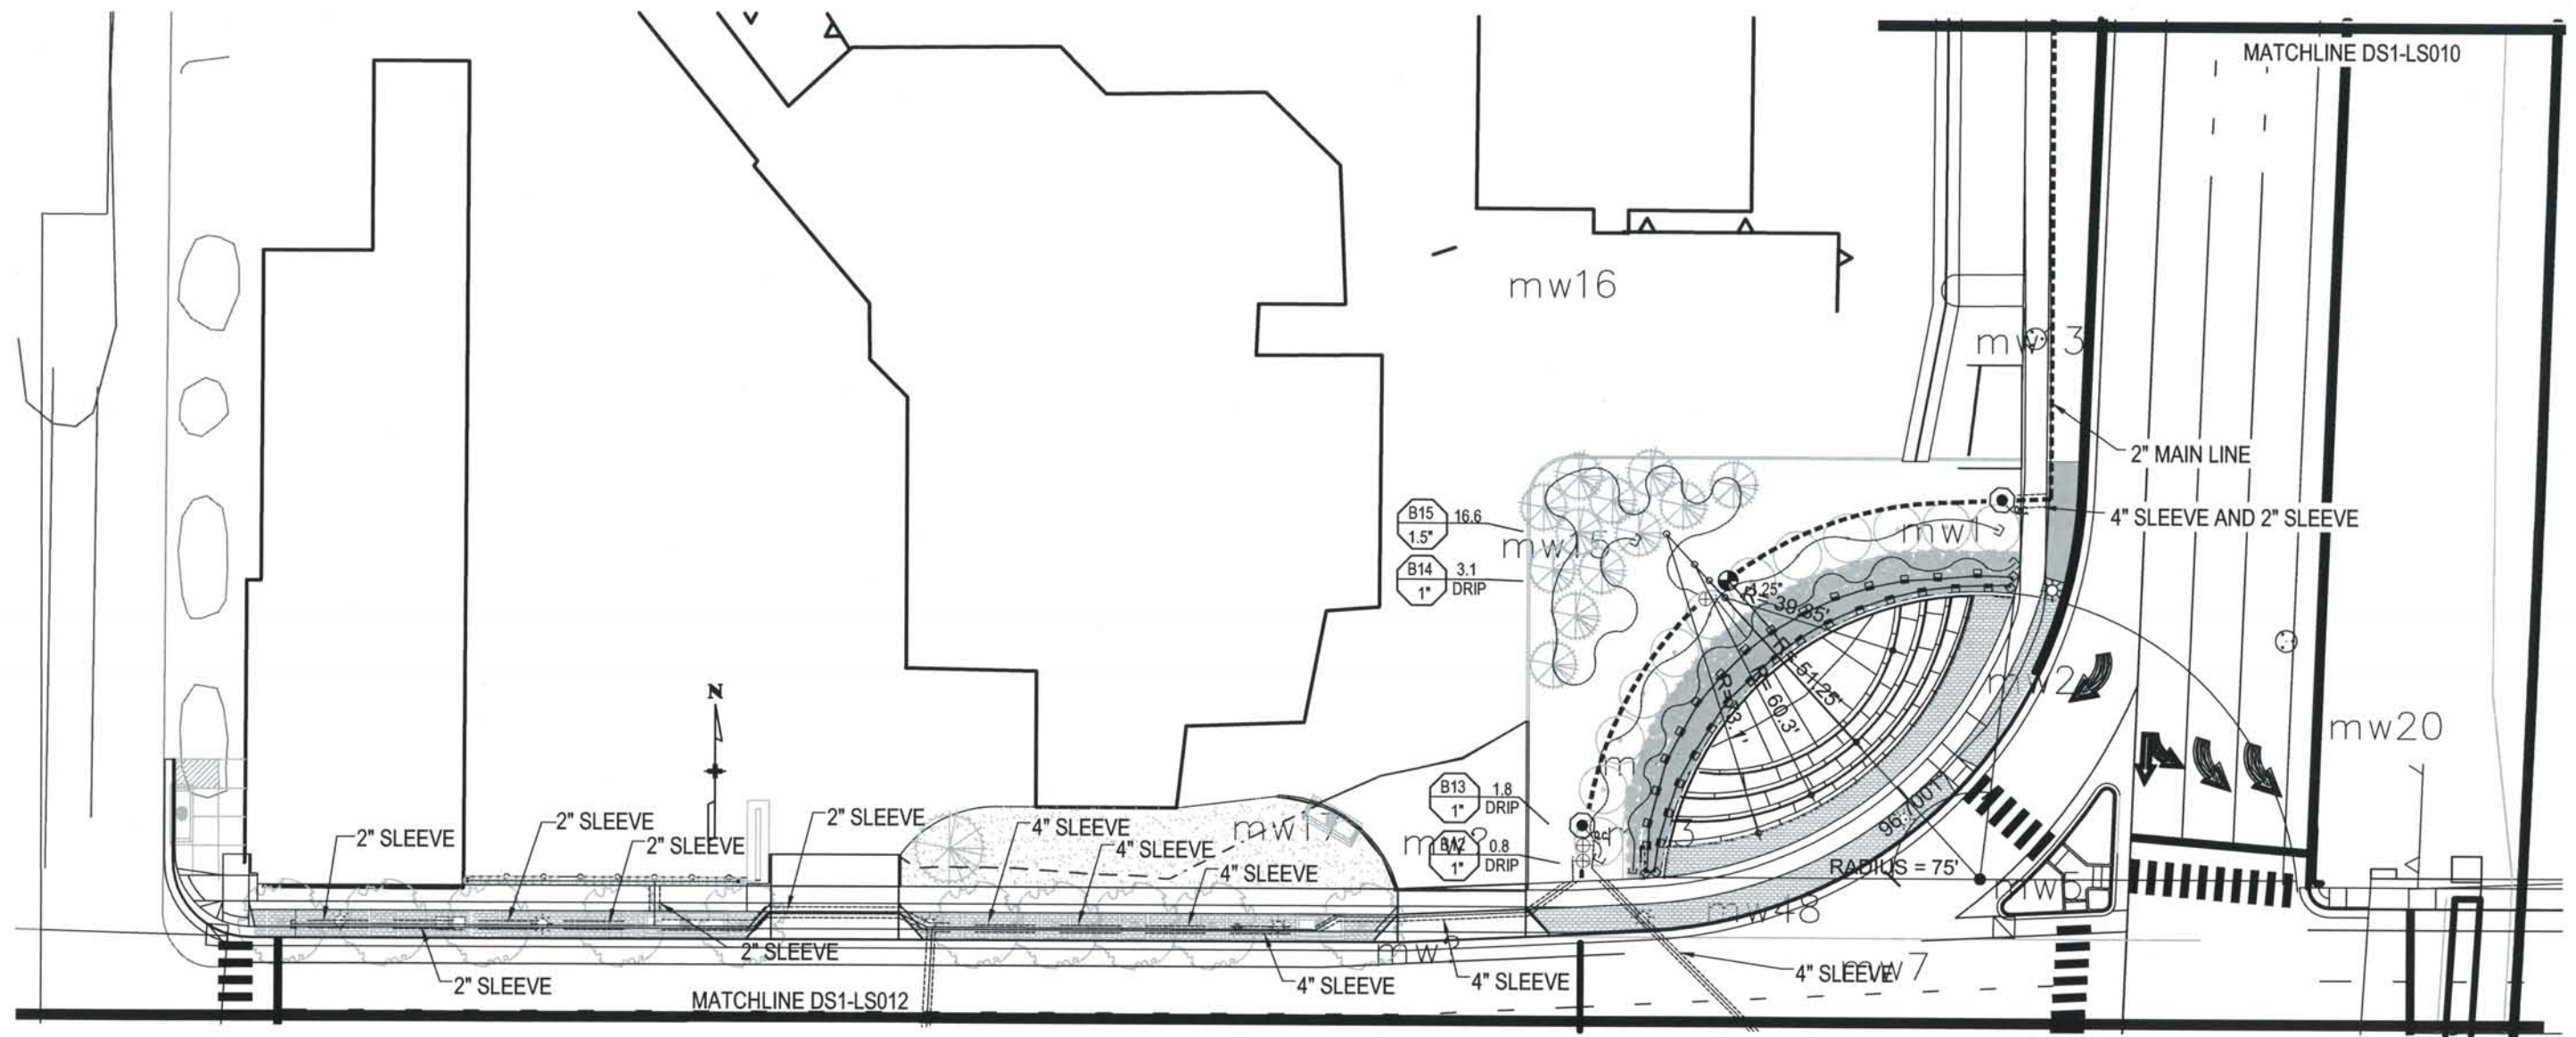 MATCHLINE DS1-LS010
mw16
mw13
2" MAIN LINE
B15
1.5"
16.6
4" SLEEVE AND 2" SLEEVE
mw15
B14
1"
3.1
DRIP
R= 39.85'
R= 51.25'
R= 60.3'
N
mw20
B13
1"
1.8
DRIP
96.7001
2" SLEEVE
2" SLEEVE
2" SLEEVE
2" SLEEVE
4" SLEEVE
4" SLEEVE
4" SLEEVE
mw17
B12
1"
0.8
DRIP
RADIUS = 75'
mw48
2" SLEEVE
2" SLEEVE
4" SLEEVE
4" SLEEVE
4" SLEEVE
mw7
MATCHLINE DS1-LS012